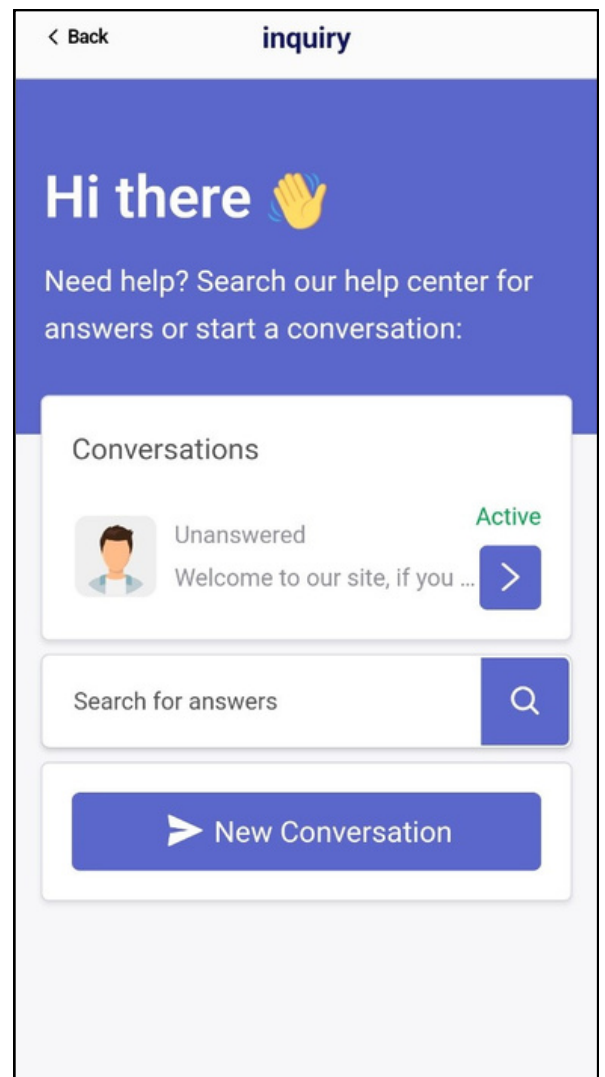 Back
inquiry
Hi there 👋
Need help? Search our help center for
answers or start a conversation:
Conversations
Active
Unanswered
Welcome to our site, if you ...
Search for answers
New Conversation